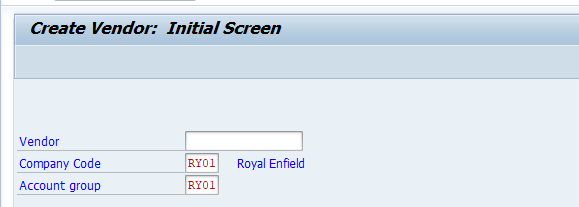 Create Vendor: Initial Screen
Vendor
Company Code RY01 Royal Enfield
Account group RY01